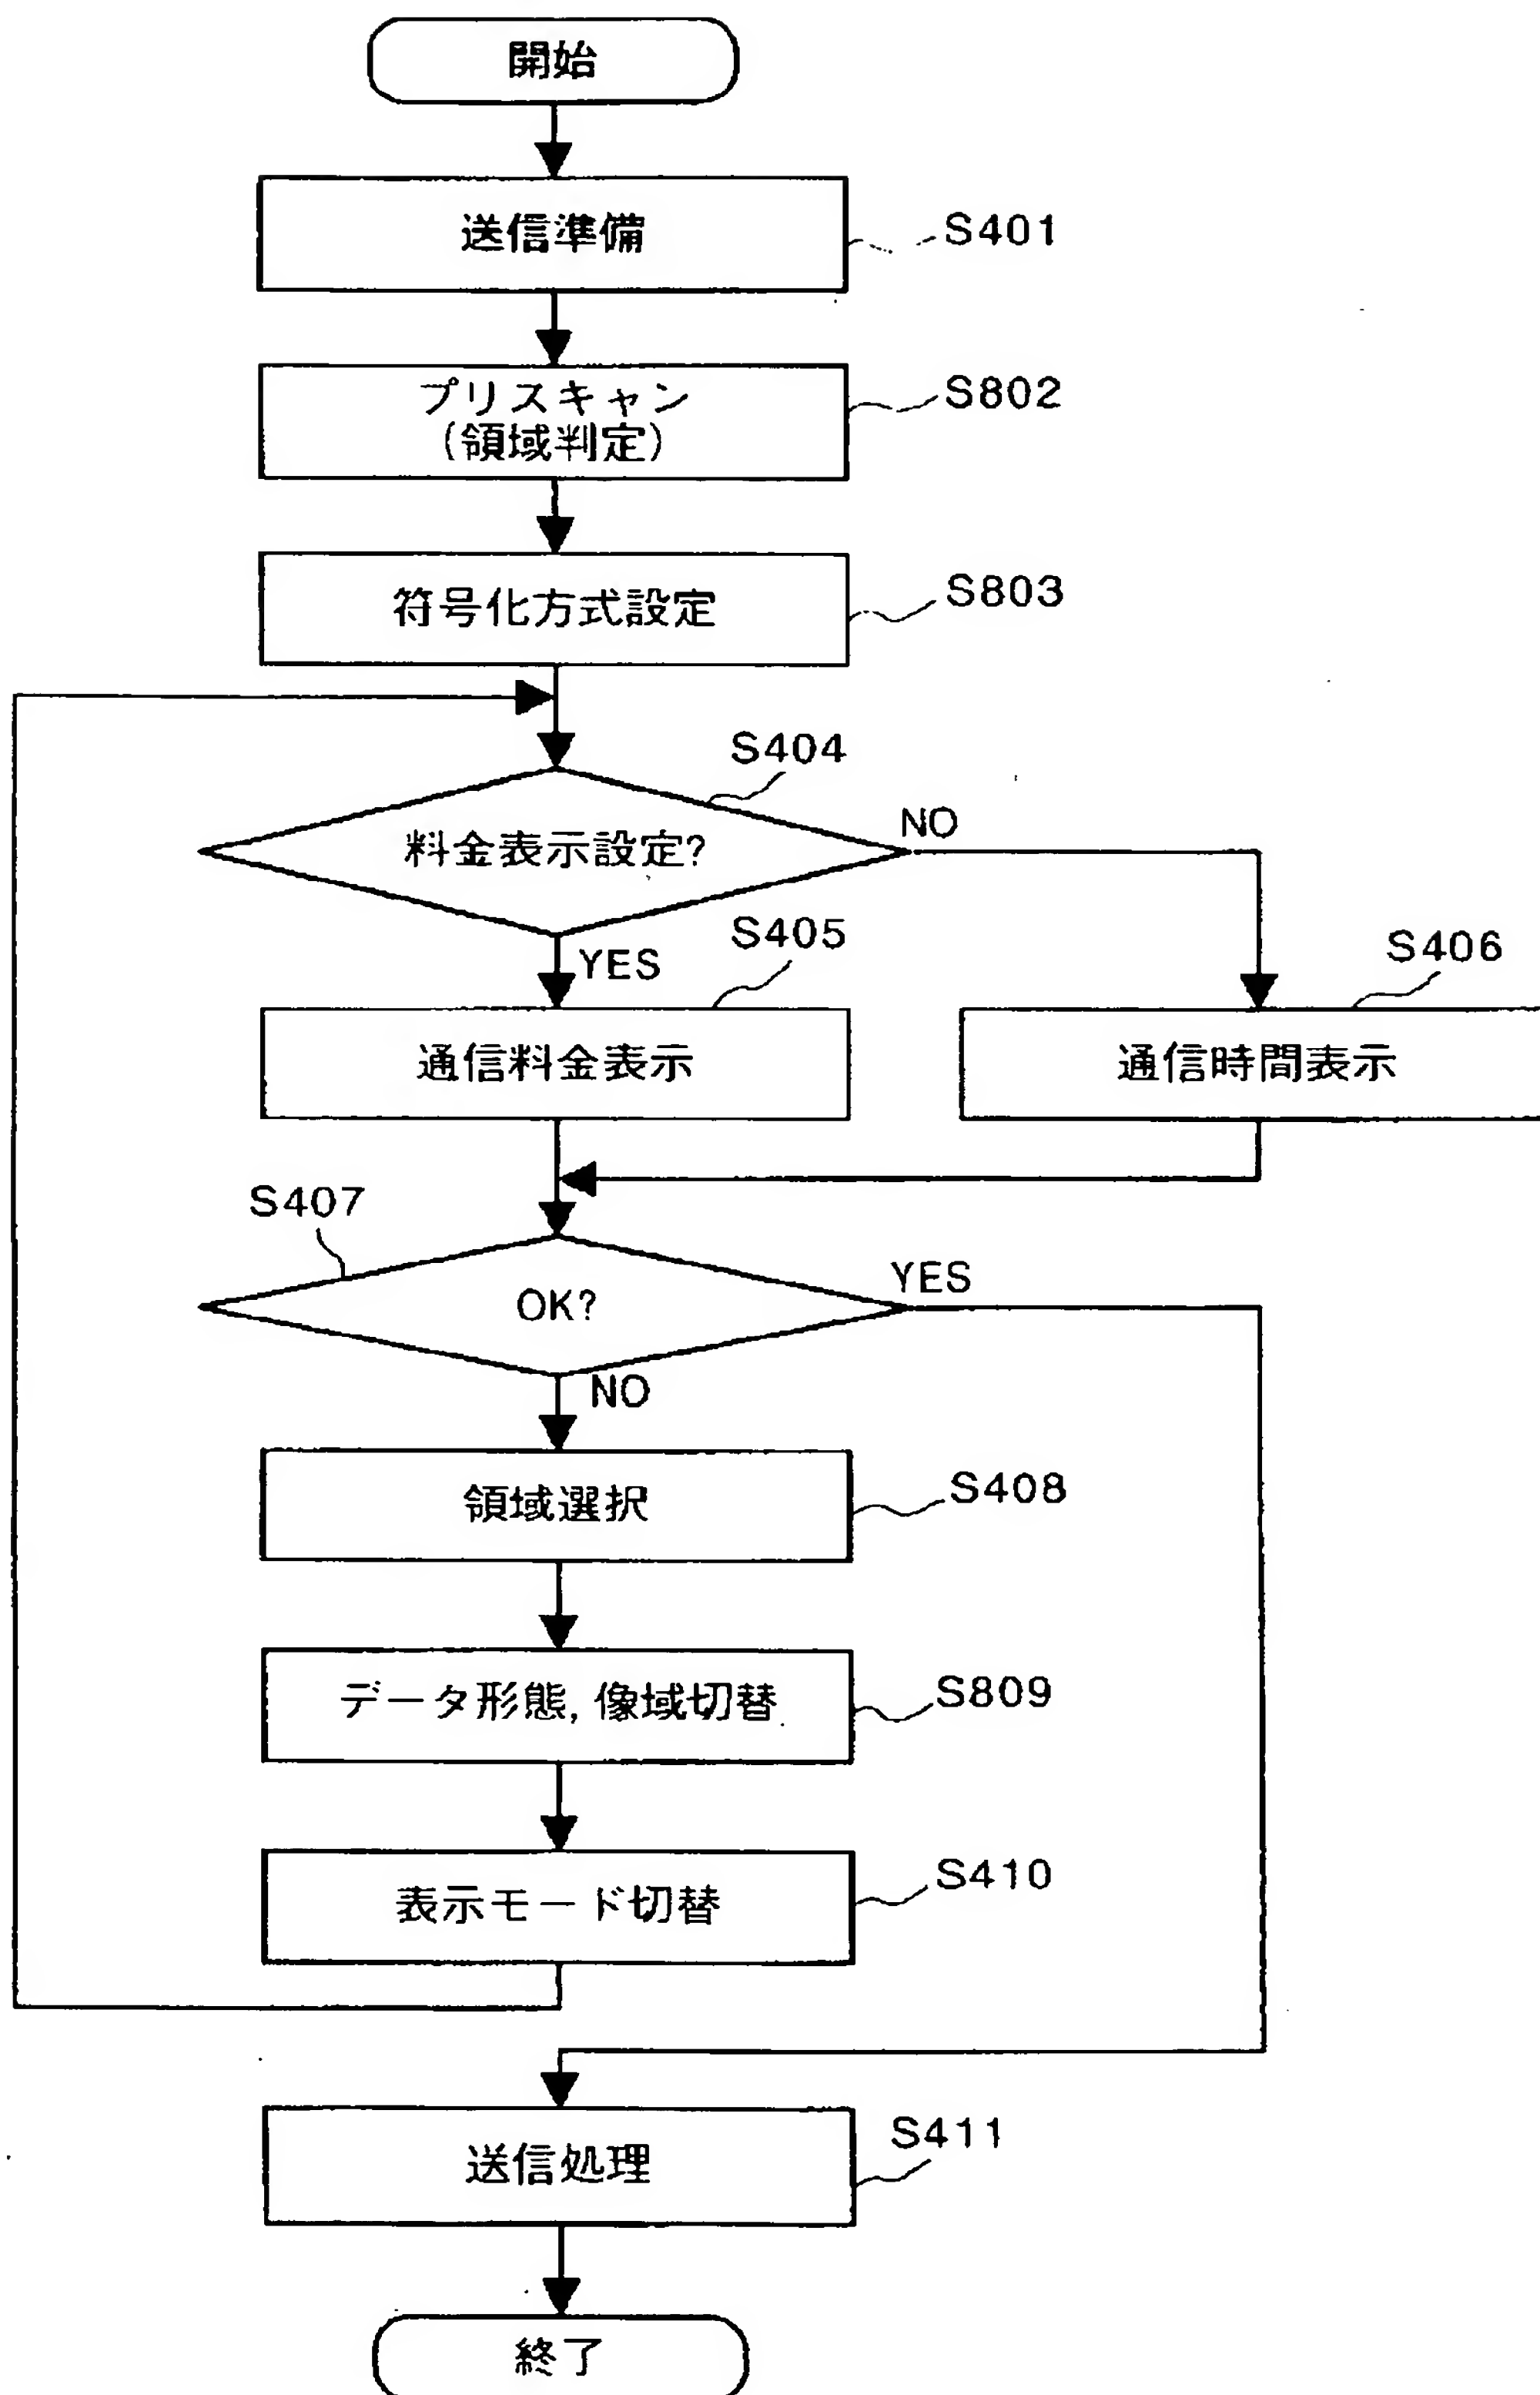 開始
送信準備
S401
プリスキャン
(領域判定)
S802
符号化方式設定
S803
S404
料金表示設定?
NO
YES
S405
S406
通信料金表示
通信時間表示
S407
OK?
YES
NO
領域選択
S408
データ形態, 像域切替
S809
表示モード切替
S410
送信処理
S411
終了